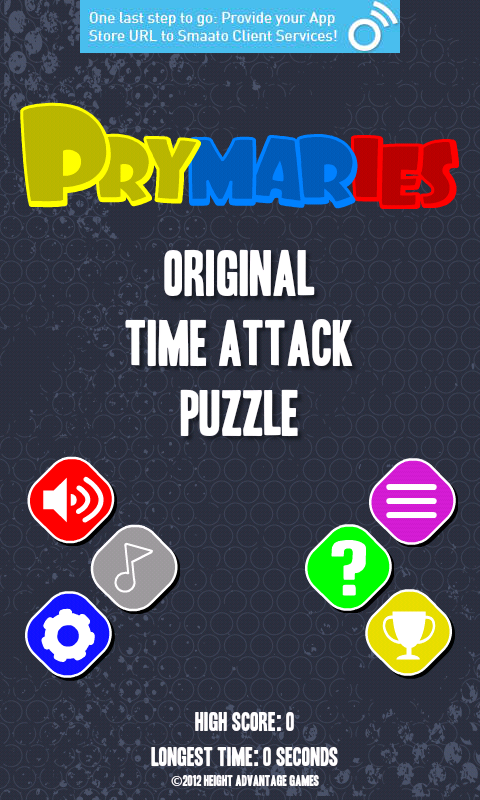 One last step to go: Provide your App
Store URL to Smaato Client Services!
PRYMARIES
ORIGINAL
TIME ATTACK
PUZZLE
?
HIGH SCORE: 0
LONGEST TIME: 0 SECONDS
©2012 HEIGHT ADVANTAGE GAMES